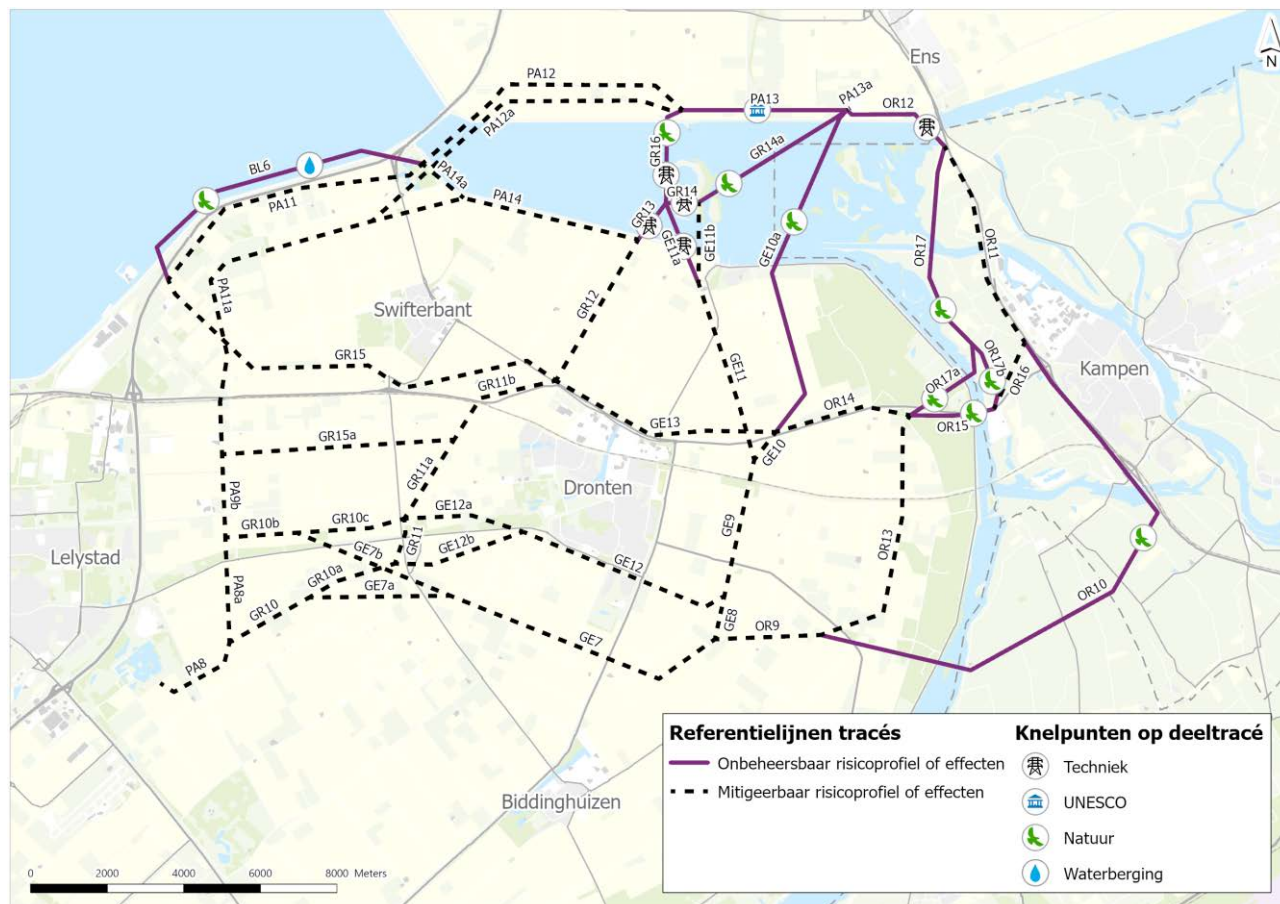 Ens
N
PA12
PA12a
PA13
PA13a
OR12
BL6
PA11
PA14a
PA14
GR16
GR14a
GR14
GR13
GE11a
GE11b
GE10a
OR17
OR11
PA11a
Swifterbant
GR12
Kampen
GR15
GR11b
GE11
OR17a
OR17b
OR16
OR14
OR15
GE13
GE10
GR15a
GR11a
PA9b
Dronten
GE9
OR13
GR10b
GR10c
GE12a
GR11
GE12b
GE7b
Lelystad
GE12
PA8a
GR10a
GE7a
GR10
GE8
OR9
OR10
GE7
PA8
Biddinghuizen
0 2000 4000 6000 8000 Meters
Referentielijnen tracés
Onbeheersbaar risicoprofiel of effecten
Mitigeerbaar risicoprofiel of effecten
Knelpunten op deeltracé
Techniek
UNESCO
Natuur
Waterberging